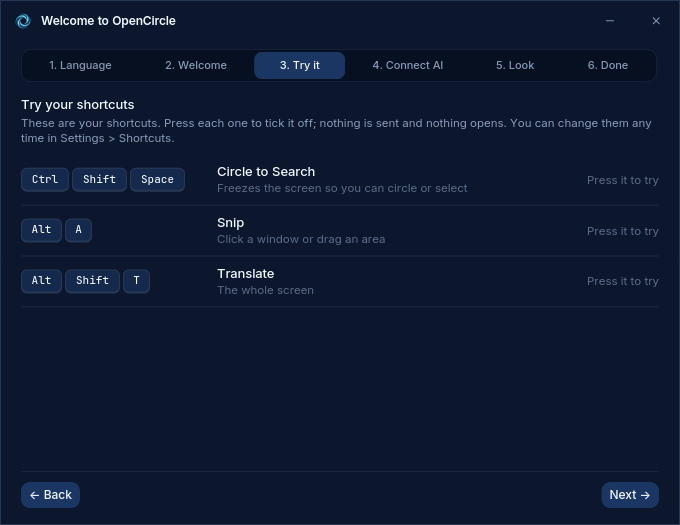 Welcome to OpenCircle
1. Language
2. Welcome
3. Try it
4. Connect AI
5. Look
6. Done
Try your shortcuts
These are your shortcuts. Press each one to tick it off; nothing is sent and nothing opens. You can change them any
time in Settings > Shortcuts.
Ctrl Shift Space
Circle to Search
Freezes the screen so you can circle or select
Press it to try
Alt A
Snip
Click a window or drag an area
Press it to try
Alt Shift T
Translate
The whole screen
Press it to try
← Back
Next →